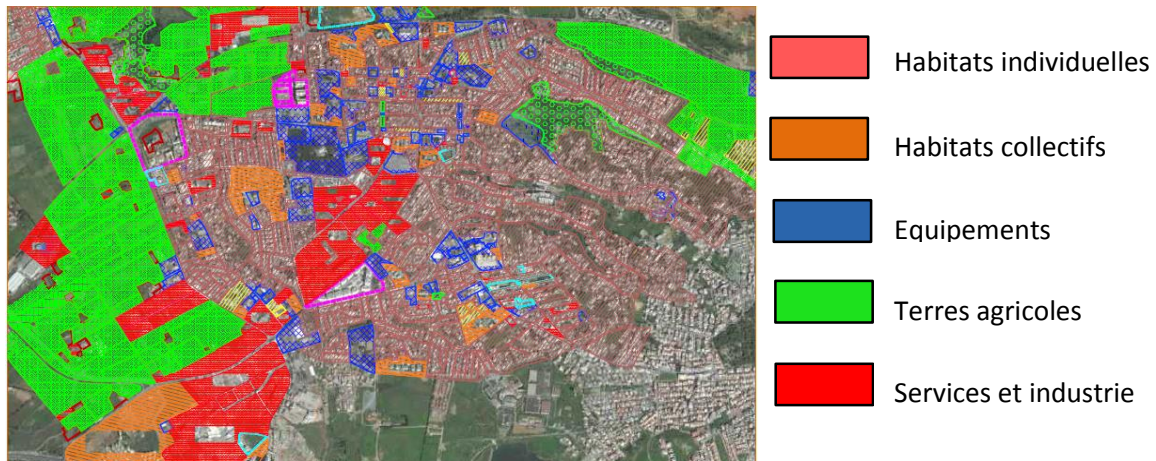 Habitats individuelles
Habitats collectifs
Equipements
Terres agricoles
Services et industrie